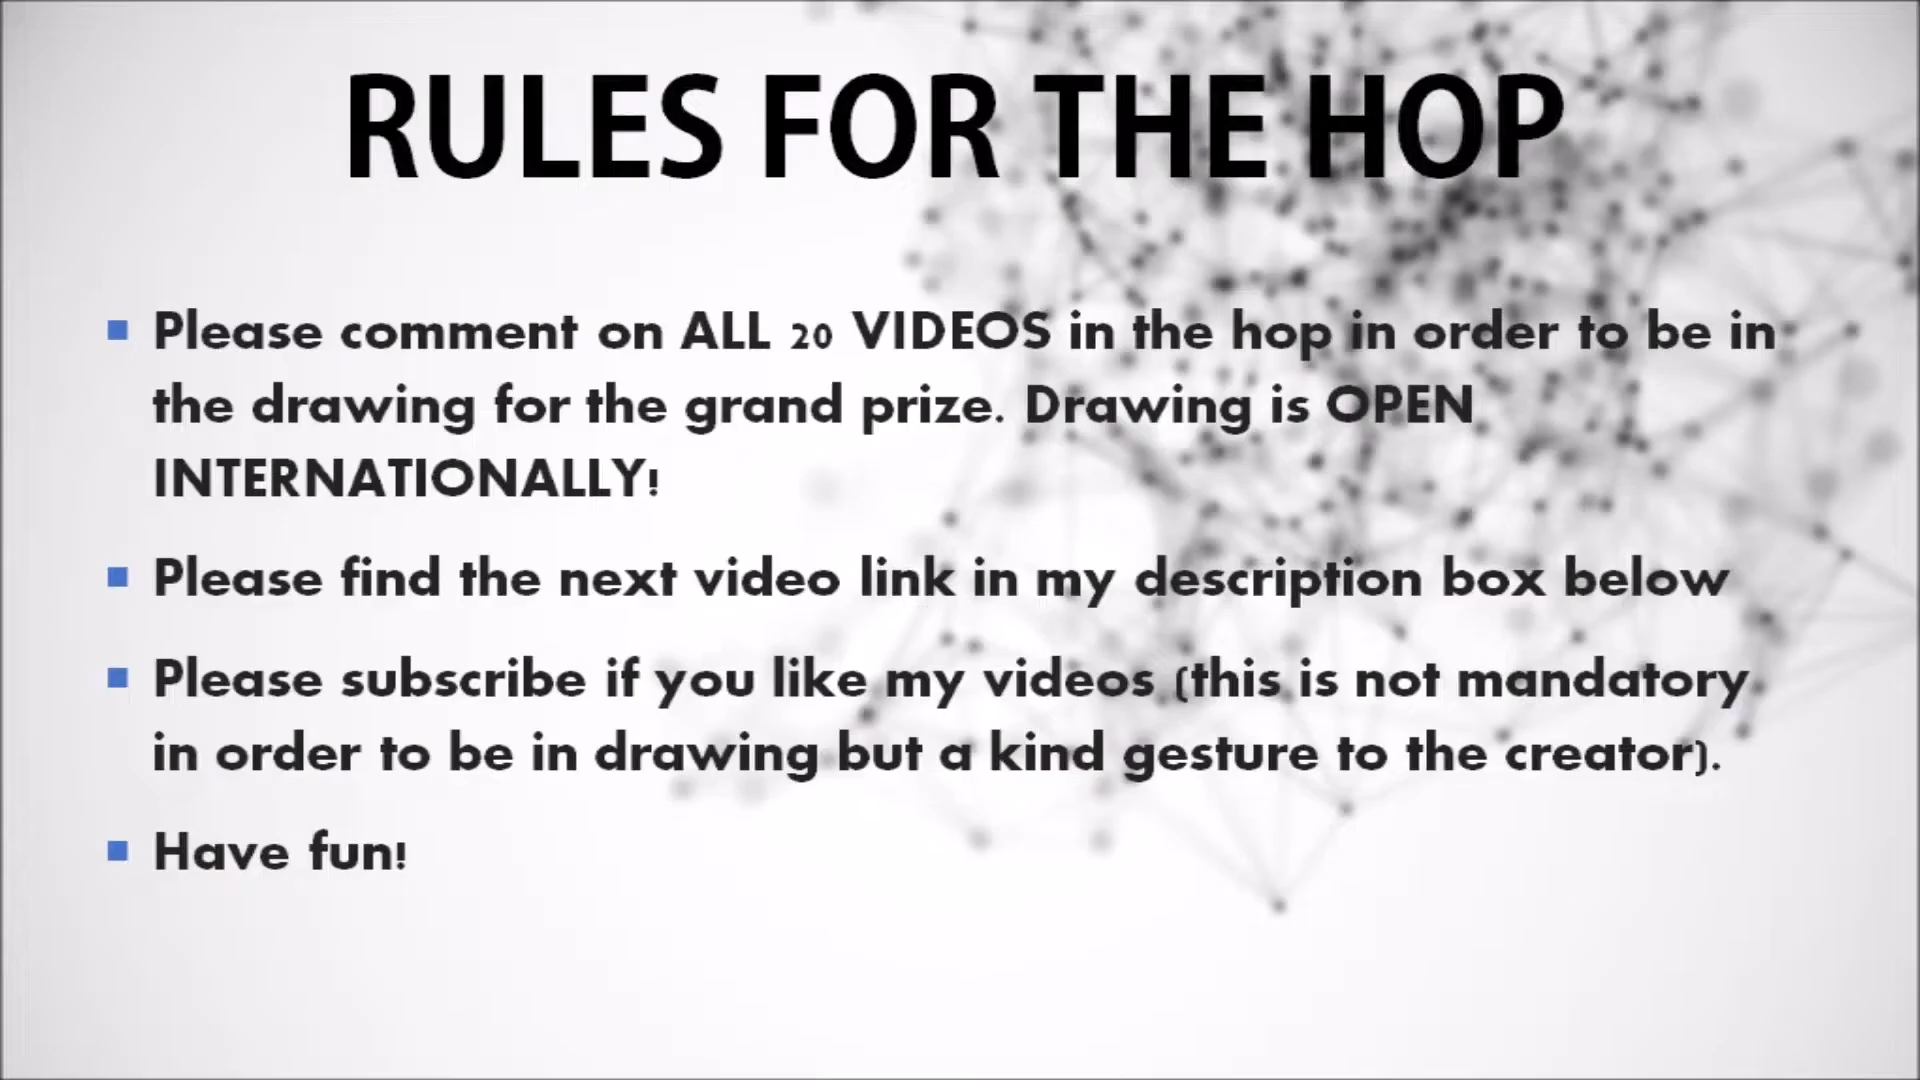 RULES FOR THE HOP
Please comment on ALL 20 VIDEOS in the hop in order to be in
the drawing for the grand prize. Drawing is OPEN
INTERNATIONALLY!
Please find the next video link in my description box below
Please subscribe if you like my videos (this is not mandatory
in order to be in drawing but a kind gesture to the creator).
Have fun!